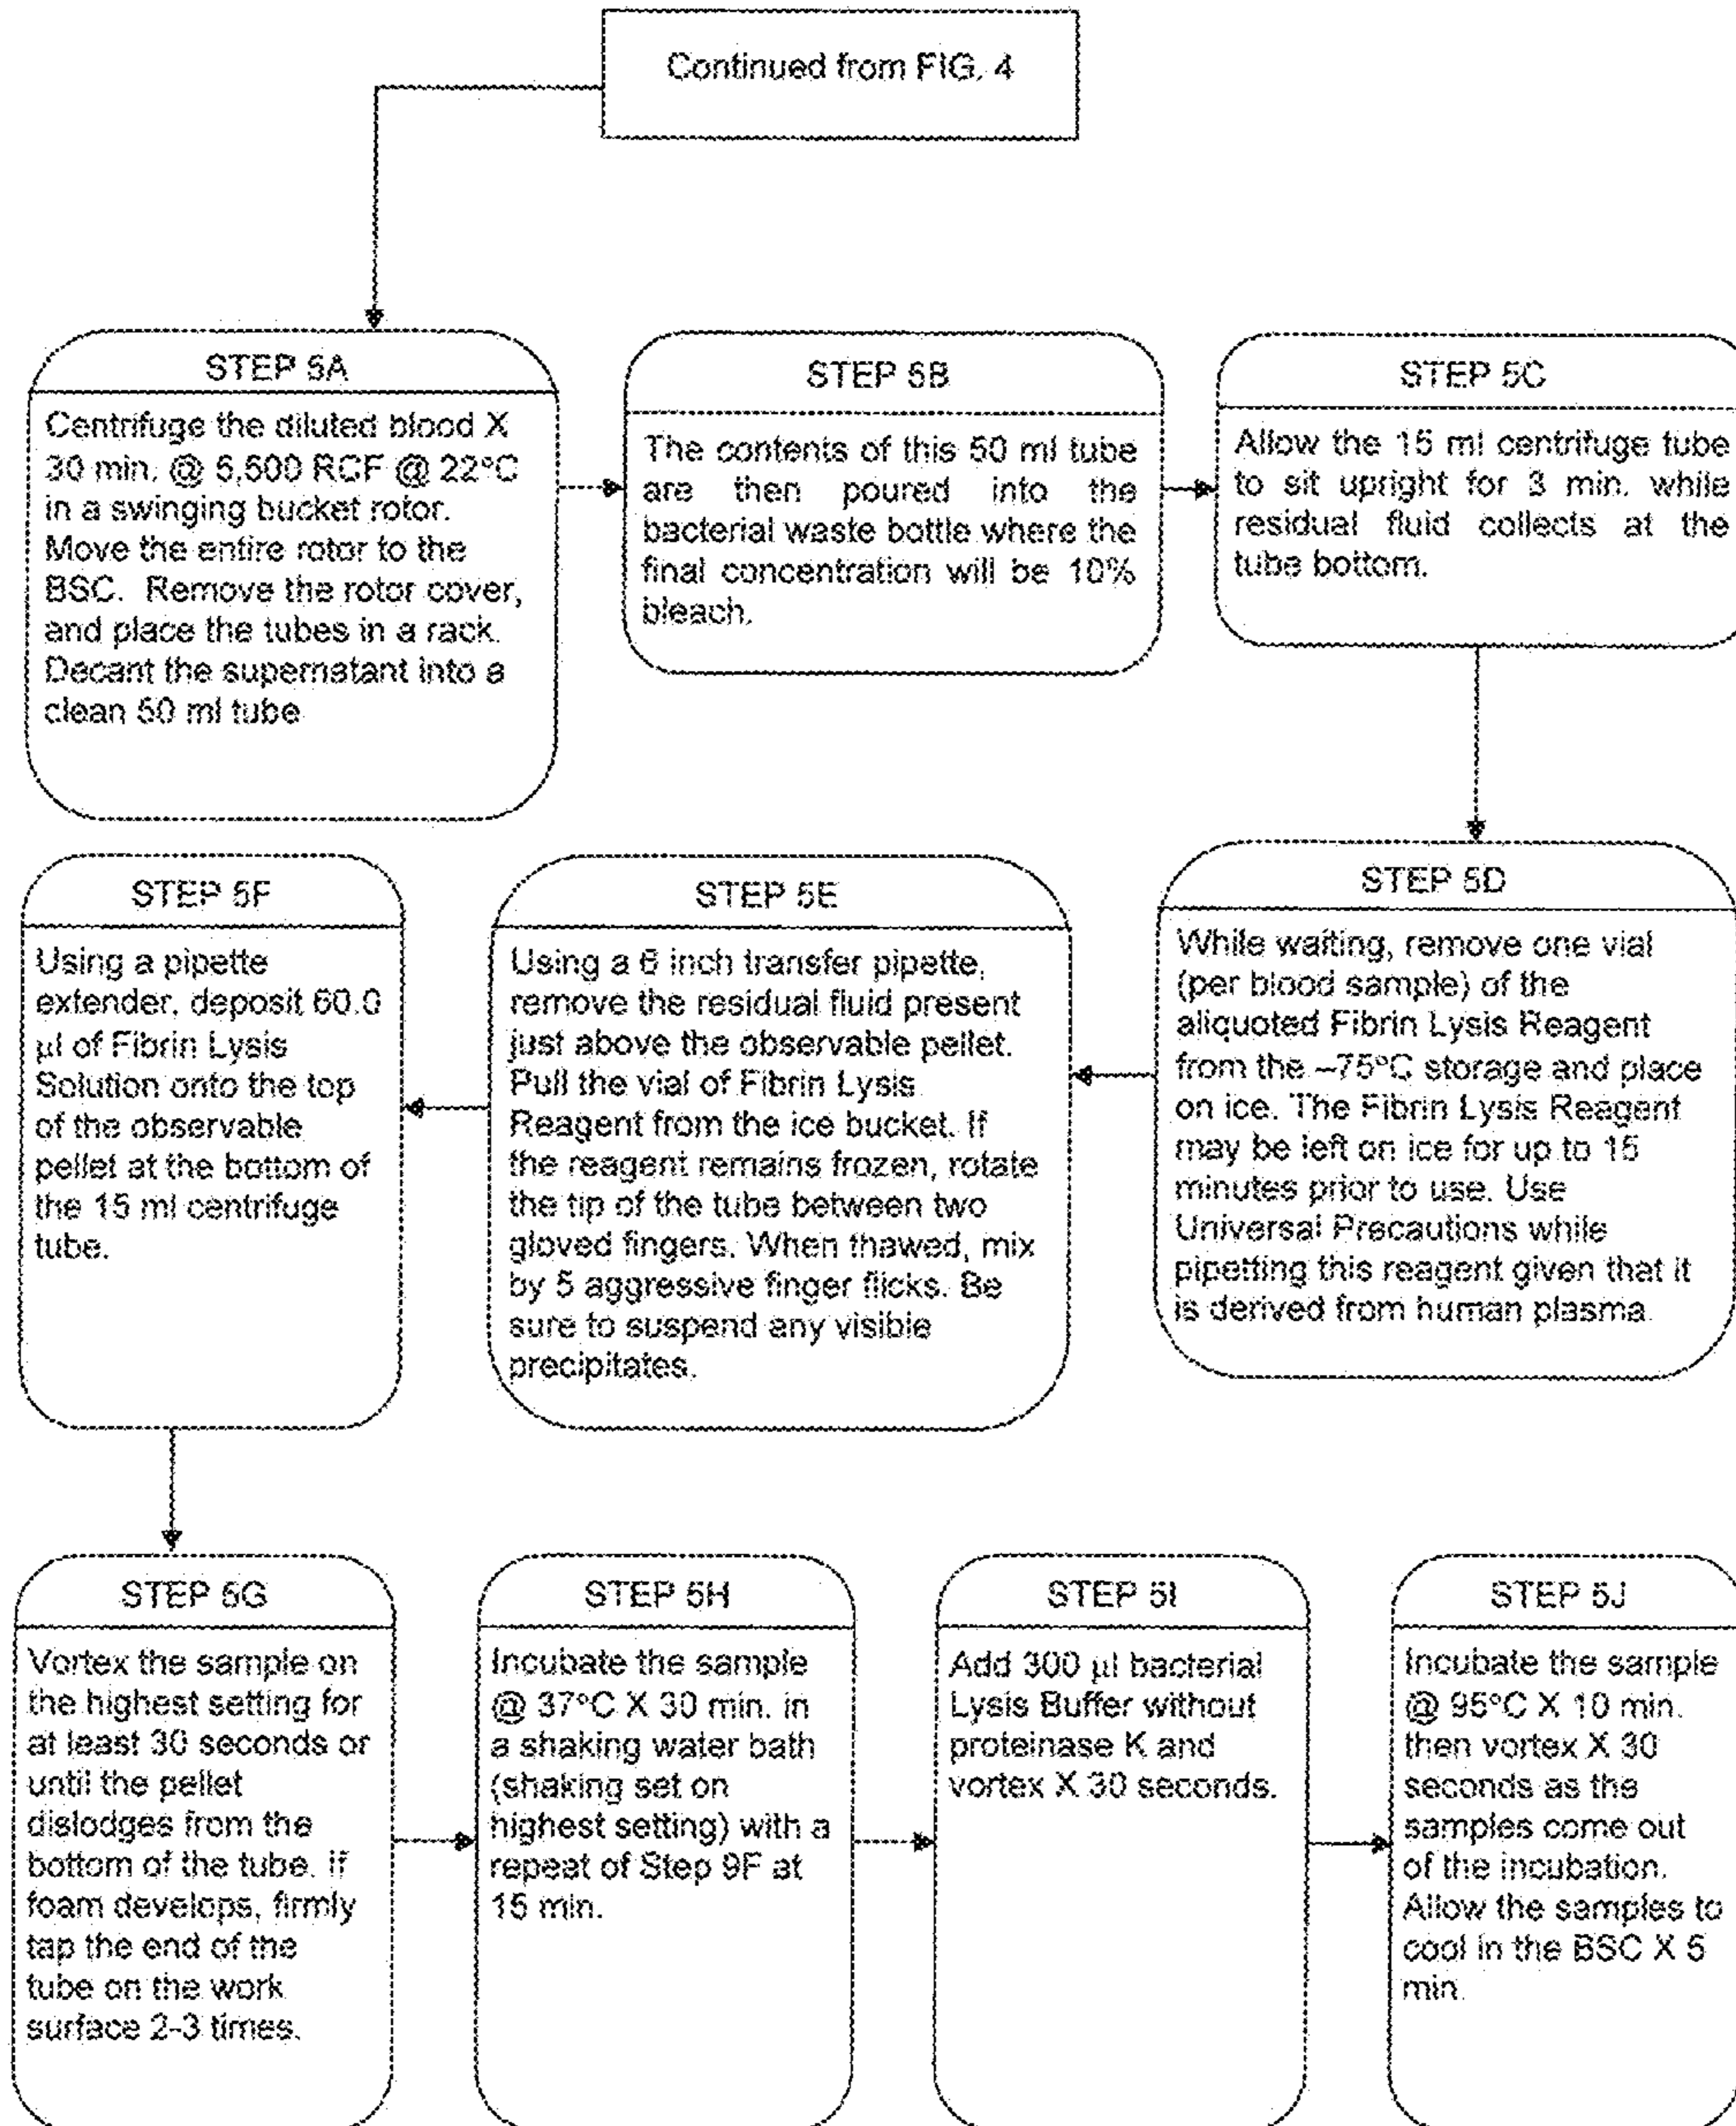 Continued from FIG. 4
STEP 5A
Centrifuge the diluted blood X
30 min. @ 5,500 RCF @ 22°C
in a swinging bucket rotor.
Move the entire rotor to the
BSC. Remove the rotor cover,
and place the tubes in a rack.
Decant the supernatant into a
clean 50 ml tube
STEP 5B
The contents of this 50 ml tube
are then poured into the
bacterial waste bottle where the
final concentration will be 10%
bleach.
STEP 5C
Allow the 15 ml centrifuge tube
to sit upright for 3 min. while
residual fluid collects at the
tube bottom.
STEP 5D
While waiting, remove one vial
(per blood sample) of the
aliquoted Fibrin Lysis Reagent
from the –75°C storage and place
on ice. The Fibrin Lysis Reagent
may be left on ice for up to 15
minutes prior to use. Use
Universal Precautions while
pipetting this reagent given that it
is derived from human plasma.
STEP 5E
Using a 6 inch transfer pipette,
remove the residual fluid present
just above the observable pellet.
Pull the vial of Fibrin Lysis
Reagent from the ice bucket. If
the reagent remains frozen, rotate
the tip of the tube between two
gloved fingers. When thawed, mix
by 5 aggressive finger flicks. Be
sure to suspend any visible
precipitates.
STEP 5F
Using a pipette
extender, deposit 60.0
µl of Fibrin Lysis
Solution onto the top
of the observable
pellet at the bottom of
the 15 ml centrifuge
tube.
STEP 5G
Vortex the sample on
the highest setting for
at least 30 seconds or
until the pellet
dislodges from the
bottom of the tube. if
foam develops, firmly
tap the end of the
tube on the work
surface 2-3 times.
STEP 5H
Incubate the sample
@ 37°C X 30 min. in
a shaking water bath
(shaking set on
highest setting) with a
repeat of Step 9F at
15 min.
STEP 5I
Add 300 µl bacterial
Lysis Buffer without
proteinase K and
vortex X 30 seconds.
STEP 5J
Incubate the sample
@ 95°C X 10 min.
then vortex X 30
seconds as the
samples come out
of the incubation.
Allow the samples to
cool in the BSC X 5
min.